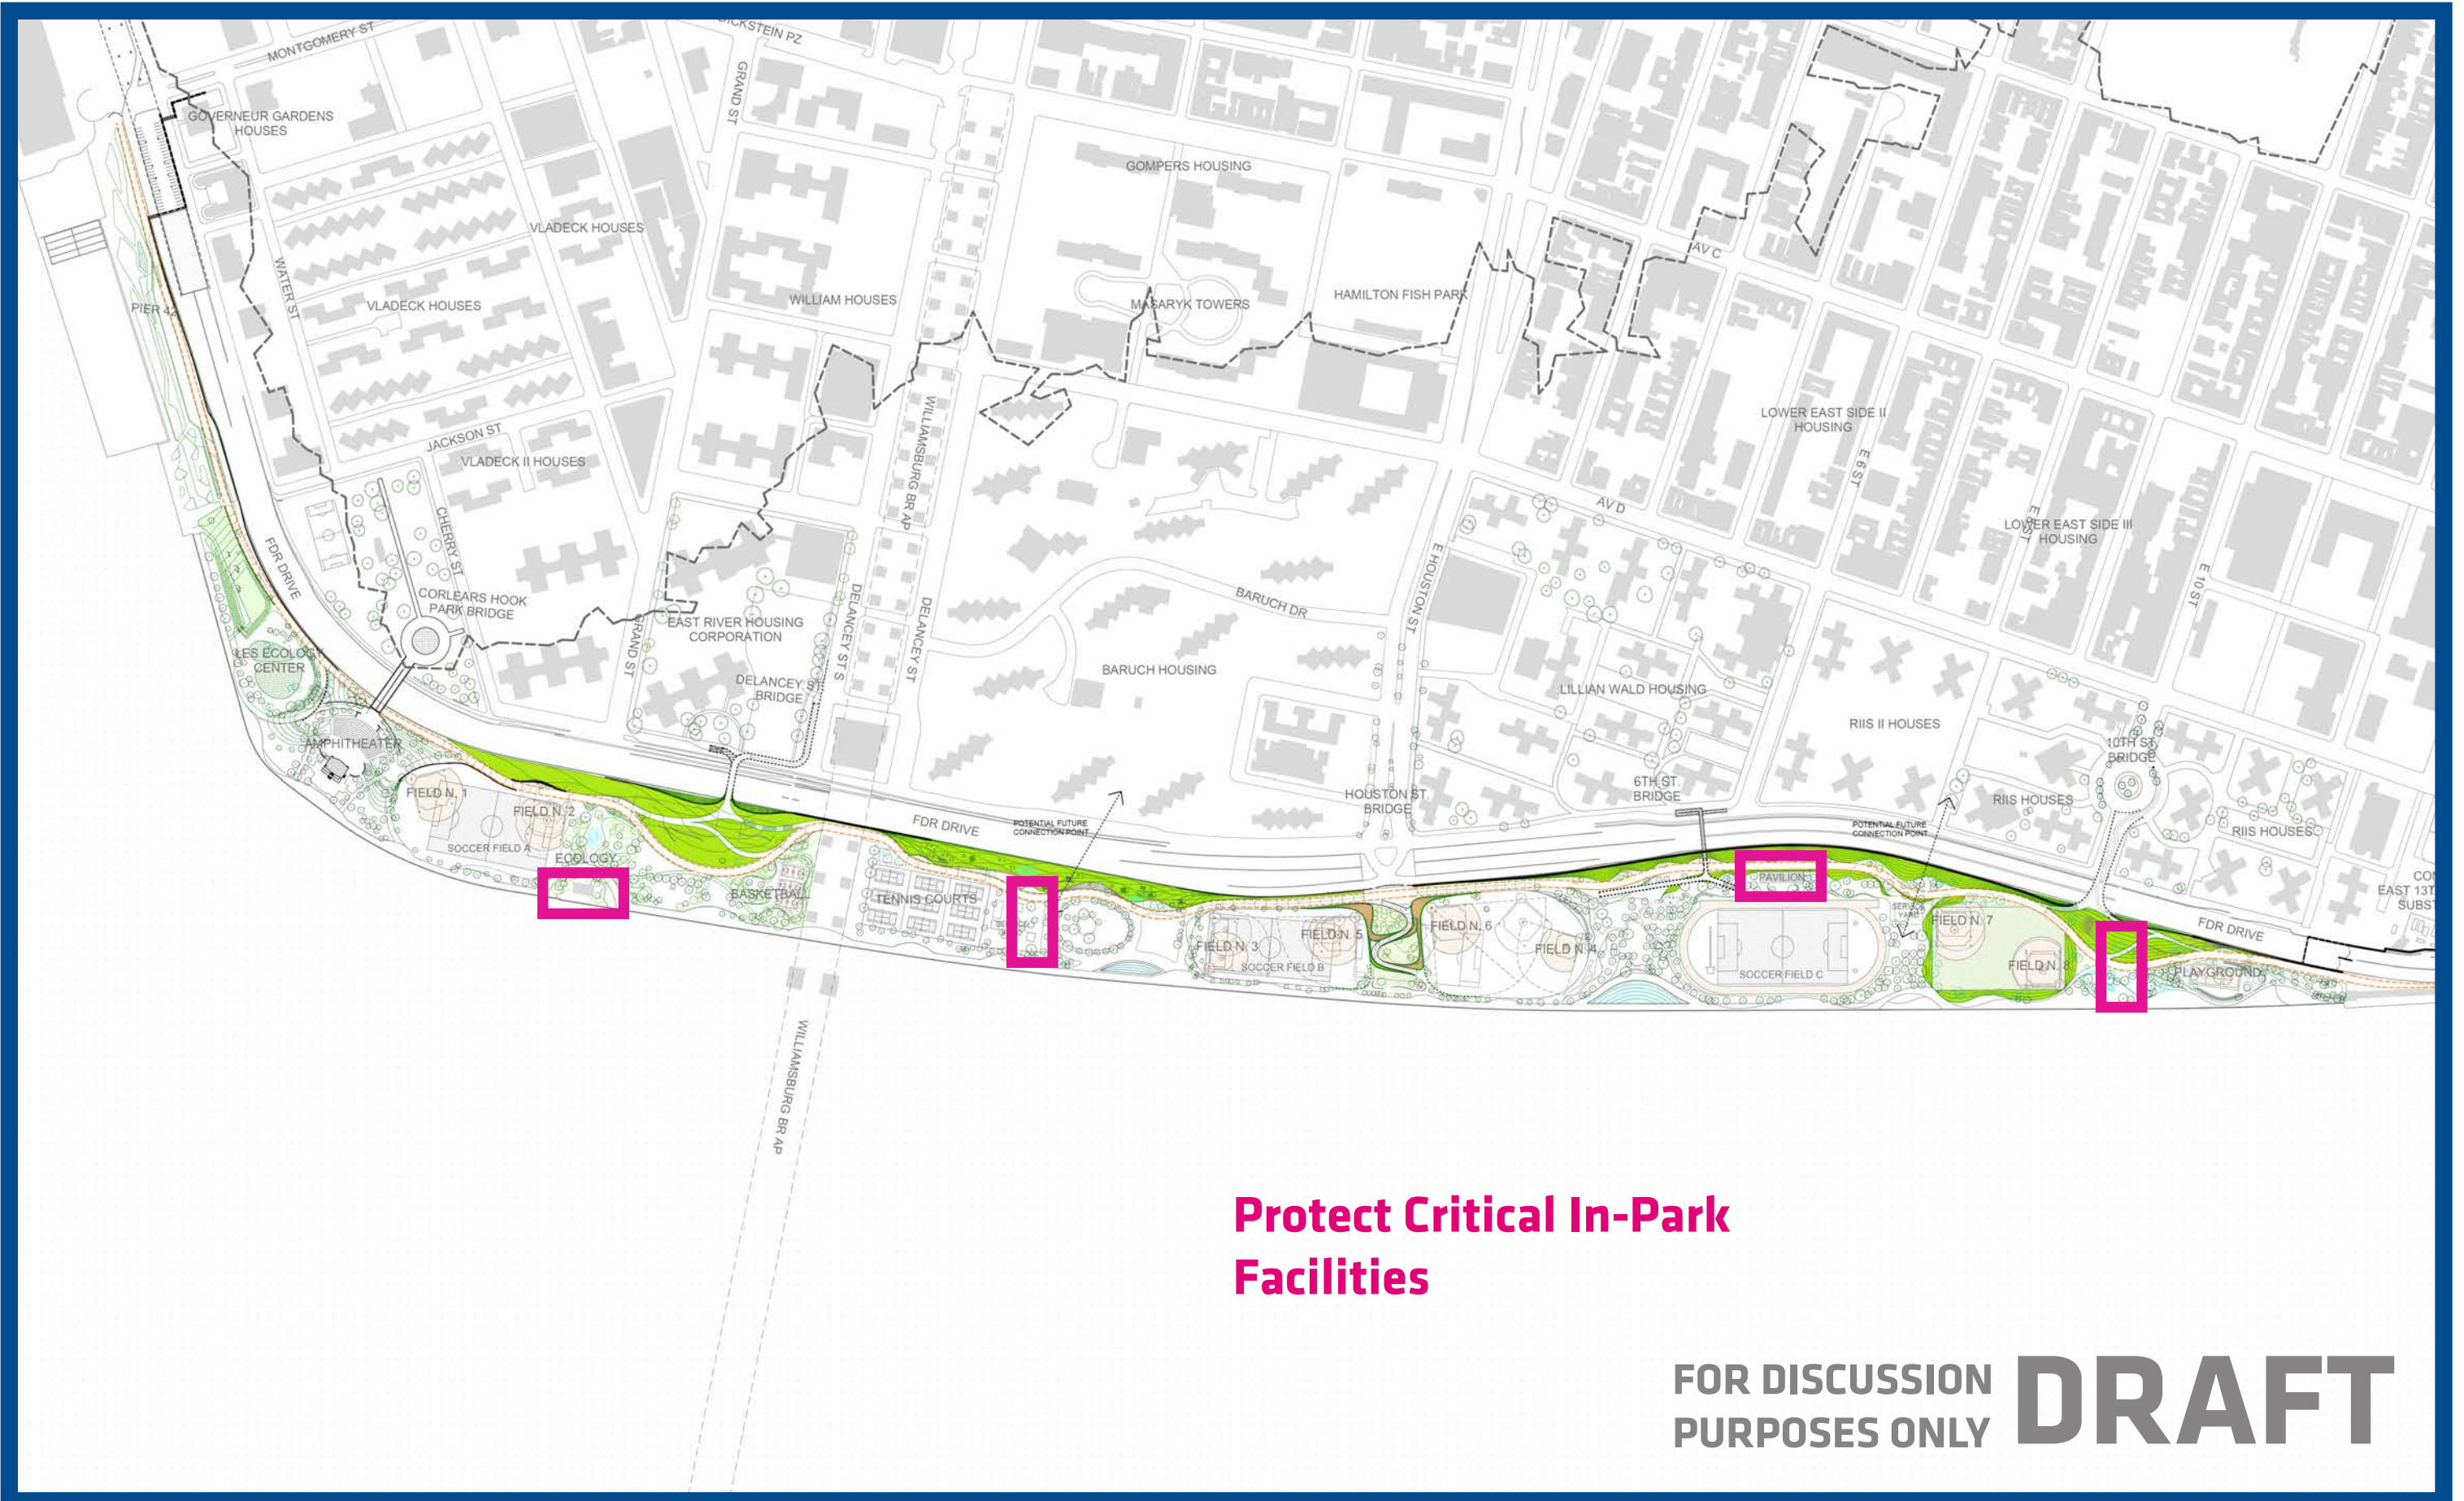 MONTGOMERY ST
GRAND ST
GOVERNEUR GARDENS
HOUSES
GOMPERS HOUSING
VLADECK HOUSES
AV C
WATER ST
VLADECK HOUSES
WILLIAM HOUSES
MASARYK TOWERS
HAMILTON FISH PARK
PIER 42
WILLIAMSBURG BR AP
LOWER EAST SIDE II
HOUSING
JACKSON ST
VLADECK II HOUSES
E 6 ST
AV D
CHERRY ST
LOWER EAST SIDE III
HOUSING
FDR DRIVE
E HOUSTON ST
E 10 ST
CORLEARS HOOK
PARK BRIDGE
BARUCH DR
GRAND ST
EAST RIVER HOUSING
CORPORATION
DELANCEY ST S
DELANCEY ST
LES ECOLOGY
CENTER
DELANCEY ST
BRIDGE
BARUCH HOUSING
LILLIAN WALD HOUSING
RIIS II HOUSES
AMPHITHEATER
10TH ST
BRIDGE
FIELD N. 1
FIELD N. 2
SOCCER FIELD A
ECOLOGY
FDR DRIVE
POTENTIAL FUTURE
CONNECTION POINT
HOUSTON ST
BRIDGE
6TH ST.
BRIDGE
POTENTIAL FUTURE
CONNECTION POINT
RIIS HOUSES
RIIS HOUSES
BASKETBALL
TENNIS COURTS
PAVILION
EAST 13T
SUBST
FIELD N. 3
FIELD N. 5
SOCCER FIELD B
FIELD N. 6
FIELD N. 4
SOCCER FIELD C
SERVICE
YARD
FIELD N. 7
FIELD N. 8
PLAYGROUND
FDR DRIVE
WILLIAMSBURG BR AP
Protect Critical In-Park
Facilities
FOR DISCUSSION
PURPOSES ONLY
DRAFT